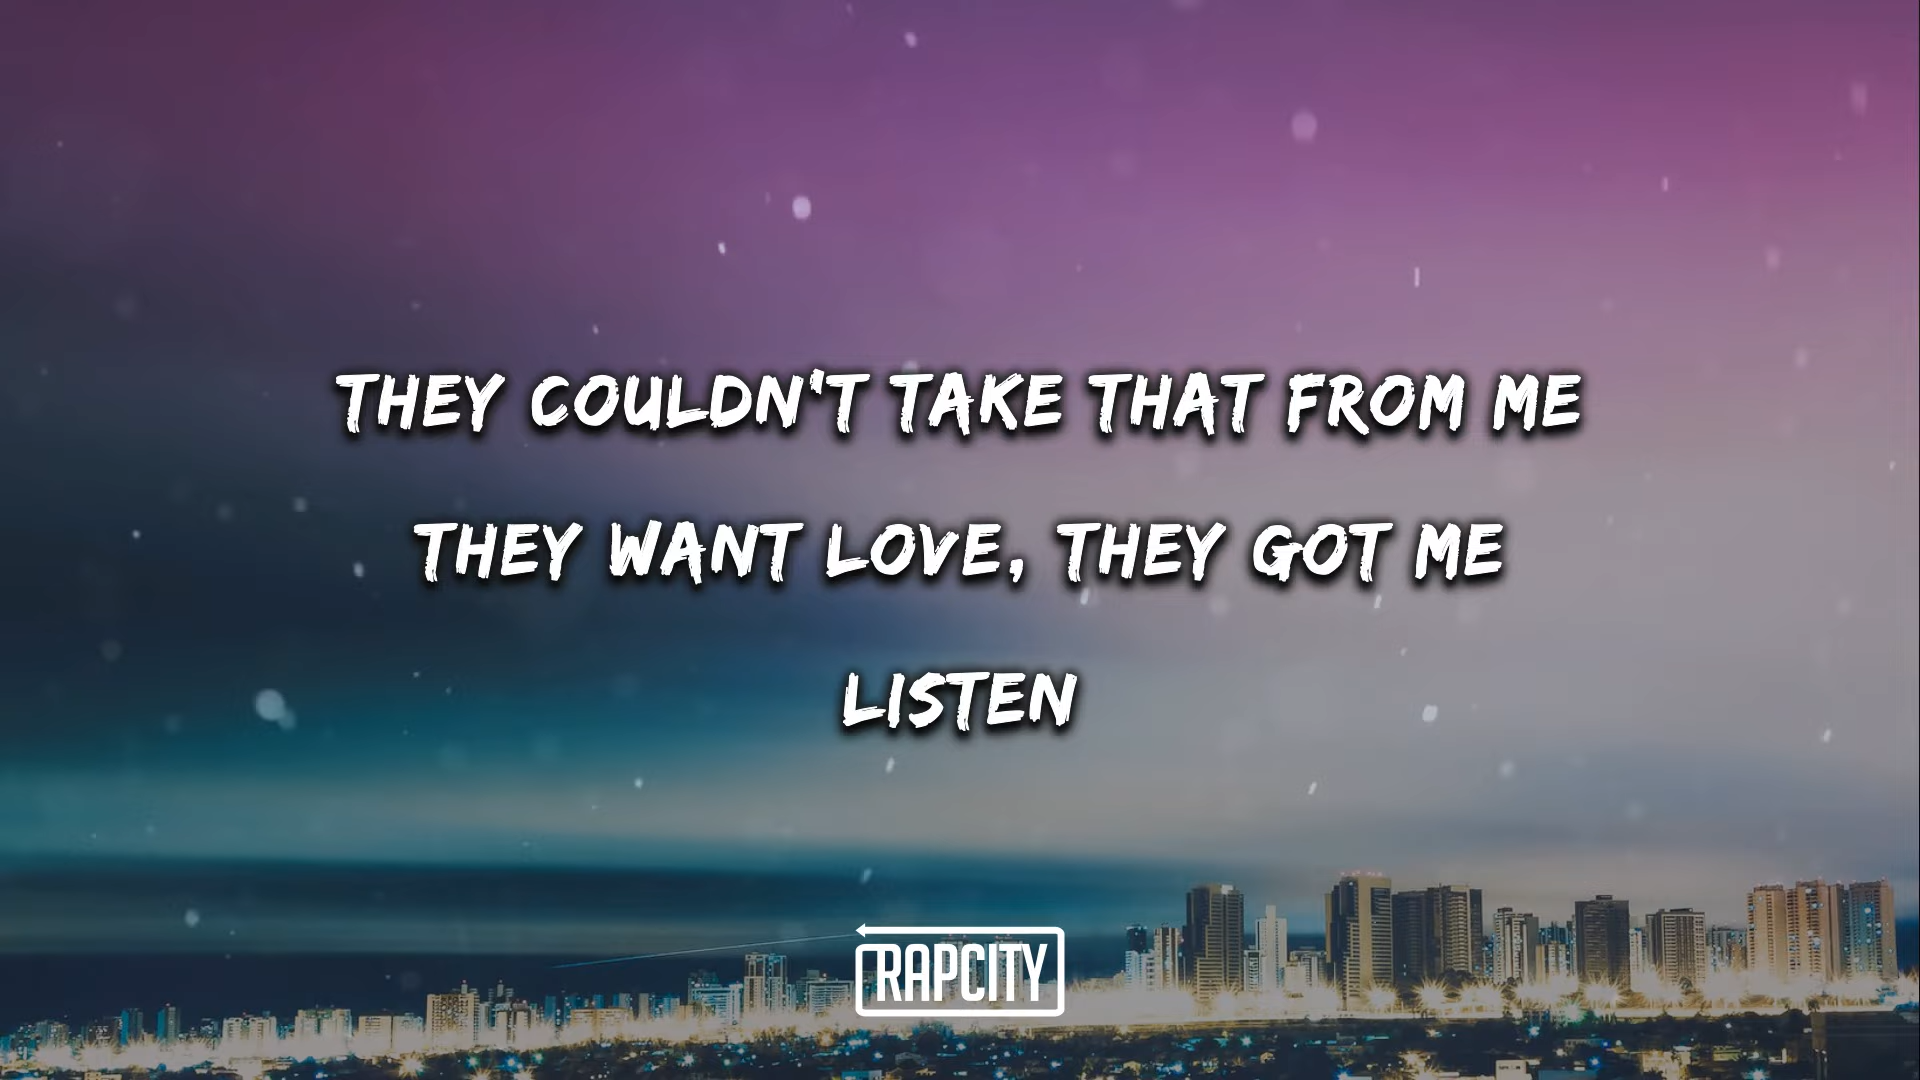 THEY COULDN'T TAKE THAT FROM ME
THEY WANT LOVE, THEY GOT ME
LISTEN
RAPCITY